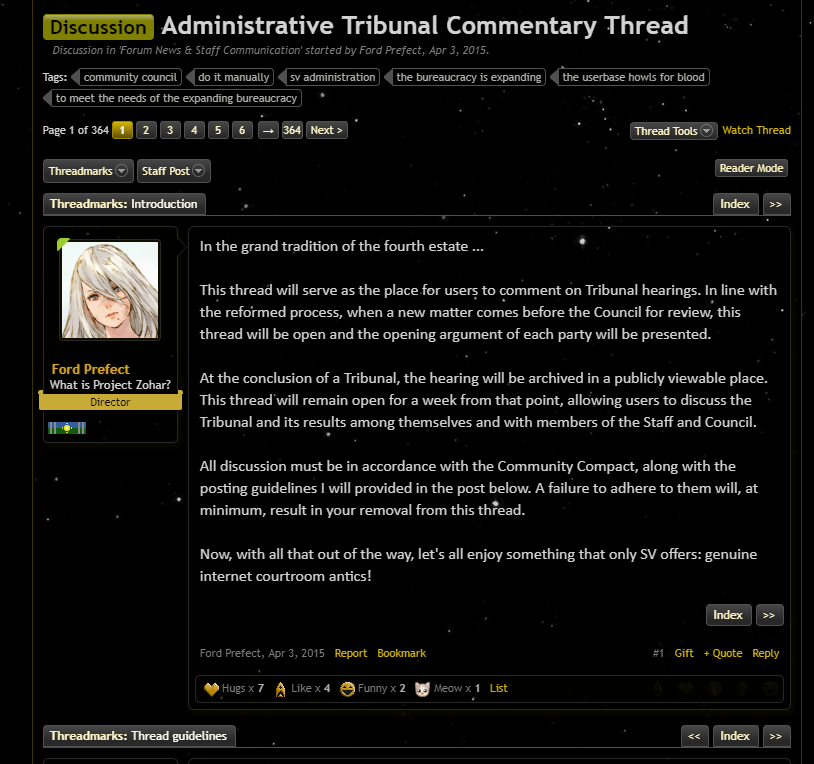 Discussion Administrative Tribunal Commentary Thread
Discussion in 'Forum News & Staff Communication' started by Ford Prefect, Apr 3, 2015.
Tags: community council do it manually sv administration the bureaucracy is expanding the userbase howls for blood
to meet the needs of the expanding bureaucracy
Page 1 of 364 1 2 3 4 5 6 → 364 Next > Thread Tools Watch Thread
Threadmarks Staff Post Reader Mode
Threadmarks: Introduction Index >>
In the grand tradition of the fourth estate ...
This thread will serve as the place for users to comment on Tribunal hearings. In line with
the reformed process, when a new matter comes before the Council for review, this
thread will be open and the opening argument of each party will be presented.
Ford Prefect
What is Project Zohar?
Director
At the conclusion of a Tribunal, the hearing will be archived in a publicly viewable place.
This thread will remain open for a week from that point, allowing users to discuss the
Tribunal and its results among themselves and with members of the Staff and Council.
All discussion must be in accordance with the Community Compact, along with the
posting guidelines I will provided in the post below. A failure to adhere to them will, at
minimum, result in your removal from this thread.
Now, with all that out of the way, let's all enjoy something that only SV offers: genuine
internet courtroom antics!
Index >>
Ford Prefect, Apr 3, 2015 Report Bookmark #1 Gift + Quote Reply
Hugs x 7 Like x 4 Funny x 2 Meow x 1 List
Threadmarks: Thread guidelines << Index >>